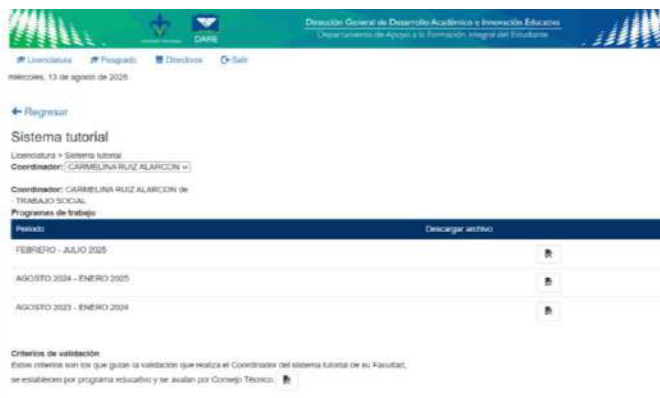 Dirección General de Desarrollo Académico e Innovación Educativa
Departamento de Apoyo a la Formación Integral del Estudiante
DAFIE
Licenciatura Posgrado Directivos Salir
miércoles, 13 de agosto de 2025
Regresar
Sistema tutorial
Licenciatura > Sistema tutorial
Coordinador: CARMELINA RUIZ ALARCON
Coordinador: CARMELINA RUIZ ALARCON de
- TRABAJO SOCIAL
Programas de trabajo
Periodo Descargar archivo
FEBRERO - JULIO 2025
AGOSTO 2024 - ENERO 2025
AGOSTO 2023 - ENERO 2024
Criterios de validación
Estos criterios son los que guían la validación que realiza el Coordinador del sistema tutorial de su Facultad,
se establecen por programa educativo y se avalan por Consejo Técnico.